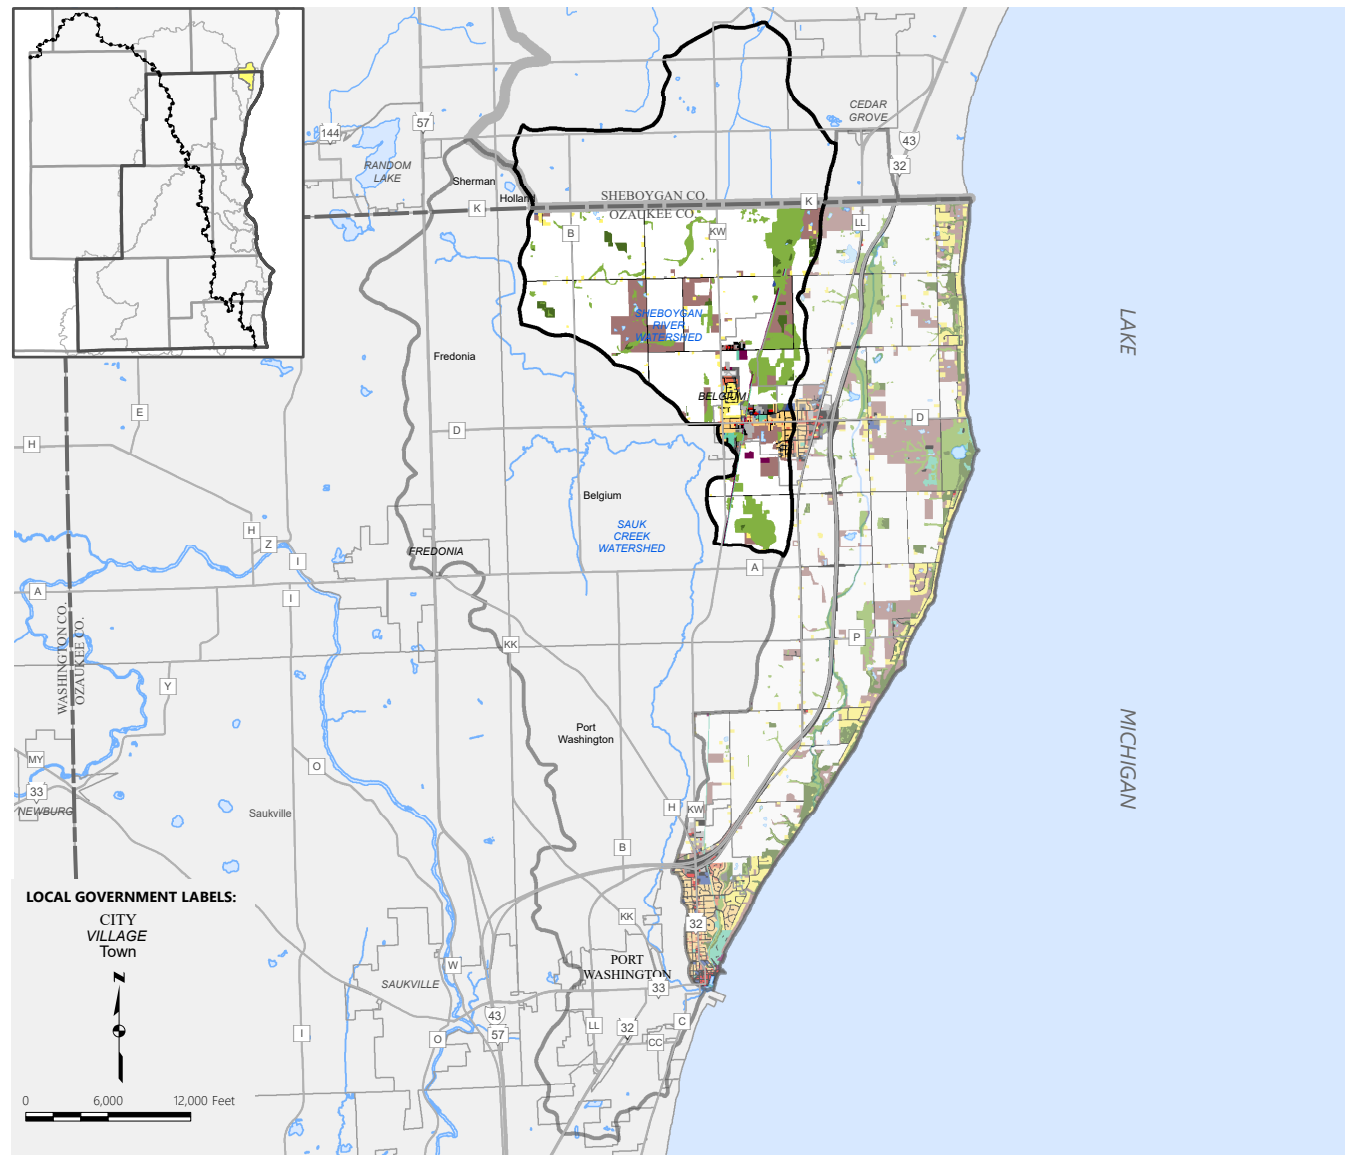 CEDAR
GROVE
144
57
43
32
RANDOM
LAKE
Sherman
Holland
SHEBOYGAN CO.
OZAUKEE CO.
K
K
B
KW
LL
SHEBOYGAN
RIVER
WATERSHED
LAKE
Fredonia
BELGIUM
E
H
D
D
Belgium
SAUK
CREEK
WATERSHED
H
Z
I
FREDONIA
A
A
I
WASHINGTON CO.
OZAUKEE CO.
KK
P
Y
MICHIGAN
Port
Washington
MY
O
33
NEWBURG
Saukville
H
KW
B
LOCAL GOVERNMENT LABELS:
CITY
VILLAGE
Town
N
KK
32
W
PORT
WASHINGTON
SAUKVILLE
33
43
57
LL
32
C
I
O
CC
0 6,000 12,000 Feet